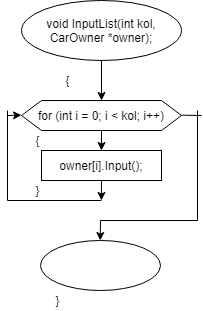 void InputList(int kol,
CarOwner *owner);
{
for (int i = 0; i < kol; i++)
{
owner[i].Input();
}
}